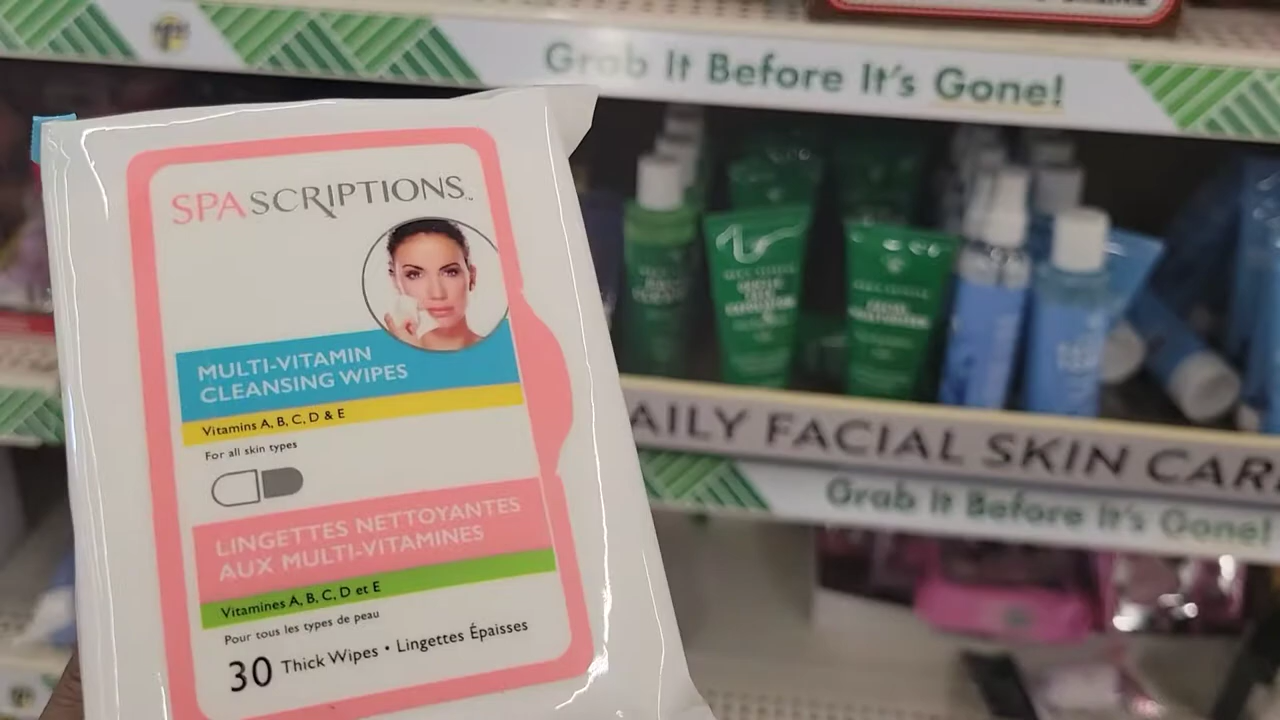 Grab It Before It's Gone!
SPASCRIPTIONS™
MULTI-VITAMIN
CLEANSING WIPES
Vitamins A, B, C, D & E
For all skin types
LINGETTES NETTOYANTES
AUX MULTI-VITAMINES
Vitamines A, B, C, D et E
Pour tous les types de peau
30 Thick Wipes • Lingettes Épaisses
AILY FACIAL SKIN CAR
Grab It Before It's Gone!